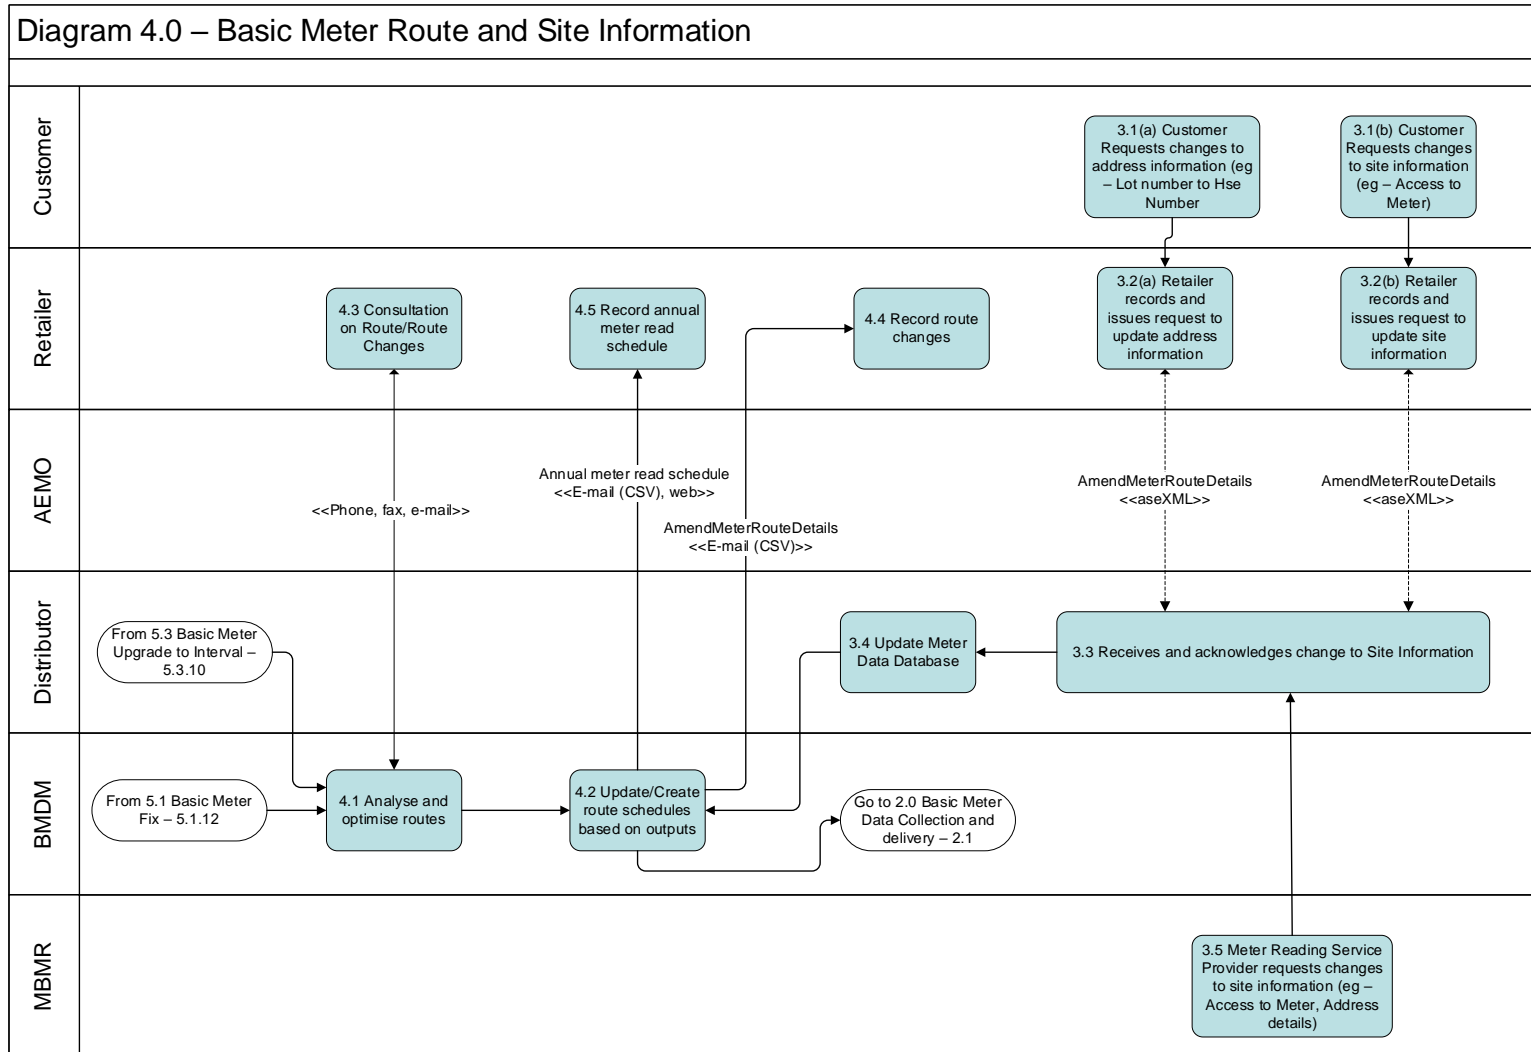 Diagram 4.0 – Basic Meter Route and Site Information
Customer
3.1(a) Customer
Requests changes to
address information (eg
– Lot number to Hse
Number
3.1(b) Customer
Requests changes
to site information
(eg – Access to
Meter)
Retailer
4.3 Consultation
on Route/Route
Changes
4.5 Record annual
meter read
schedule
4.4 Record route
changes
3.2(a) Retailer
records and
issues request to
update address
information
3.2(b) Retailer
records and
issues request to
update site
information
AEMO
<<Phone, fax, e-mail>>
Annual meter read schedule
<<E-mail (CSV), web>>
AmendMeterRouteDetails
<<E-mail (CSV)>>
AmendMeterRouteDetails
<<aseXML>>
AmendMeterRouteDetails
<<aseXML>>
Distributor
From 5.3 Basic Meter
Upgrade to Interval –
5.3.10
3.4 Update Meter
Data Database
3.3 Receives and acknowledges change to Site Information
BMDM
From 5.1 Basic Meter
Fix – 5.1.12
4.1 Analyse and
optimise routes
4.2 Update/Create
route schedules
based on outputs
Go to 2.0 Basic Meter
Data Collection and
delivery – 2.1
MBMR
3.5 Meter Reading Service
Provider requests changes
to site information (eg –
Access to Meter, Address
details)